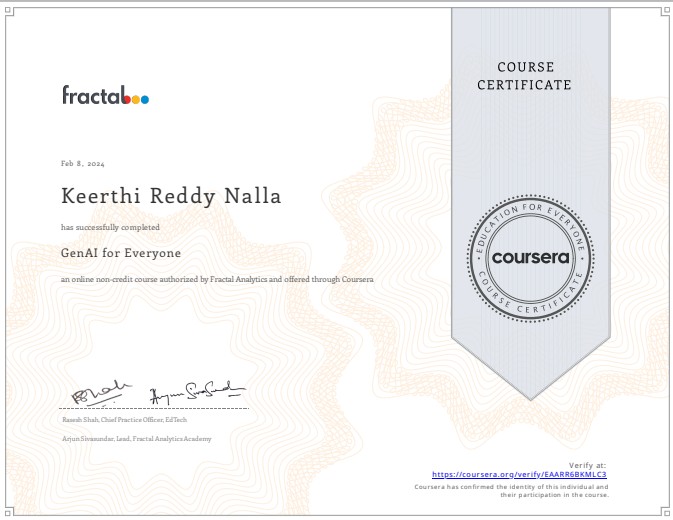 COURSE
CERTIFICATE
fractal
Feb 8, 2024
Keerthi Reddy Nalla
has successfully completed
GenAI for Everyone
an online non-credit course authorized by Fractal Analytics and offered through Coursera
EDUCATION FOR EVERYONE
coursera
COURSE CERTIFICATE
Rasesh Shah, Chief Practice Officer, EdTech
Arjun Sivasundar, Lead, Fractal Analytics Academy
Verify at:
https://coursera.org/verify/EAARR6BKMLC3
Coursera has confirmed the identity of this individual and
their participation in the course.